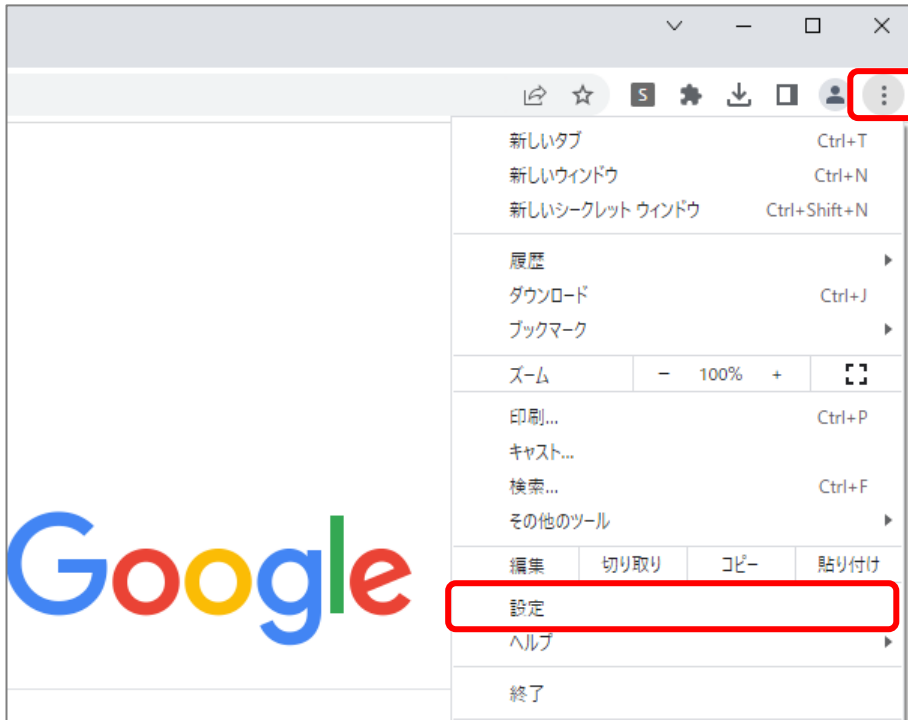 S
新しいタブ Ctrl+T
新しいウィンドウ Ctrl+N
新しいシークレット ウィンドウ Ctrl+Shift+N
履歴
ダウンロード Ctrl+J
ブックマーク
ズーム − 100% +
印刷... Ctrl+P
キャスト...
検索... Ctrl+F
その他のツール
編集 切り取り コピー 貼り付け
Google
設定
ヘルプ
終了